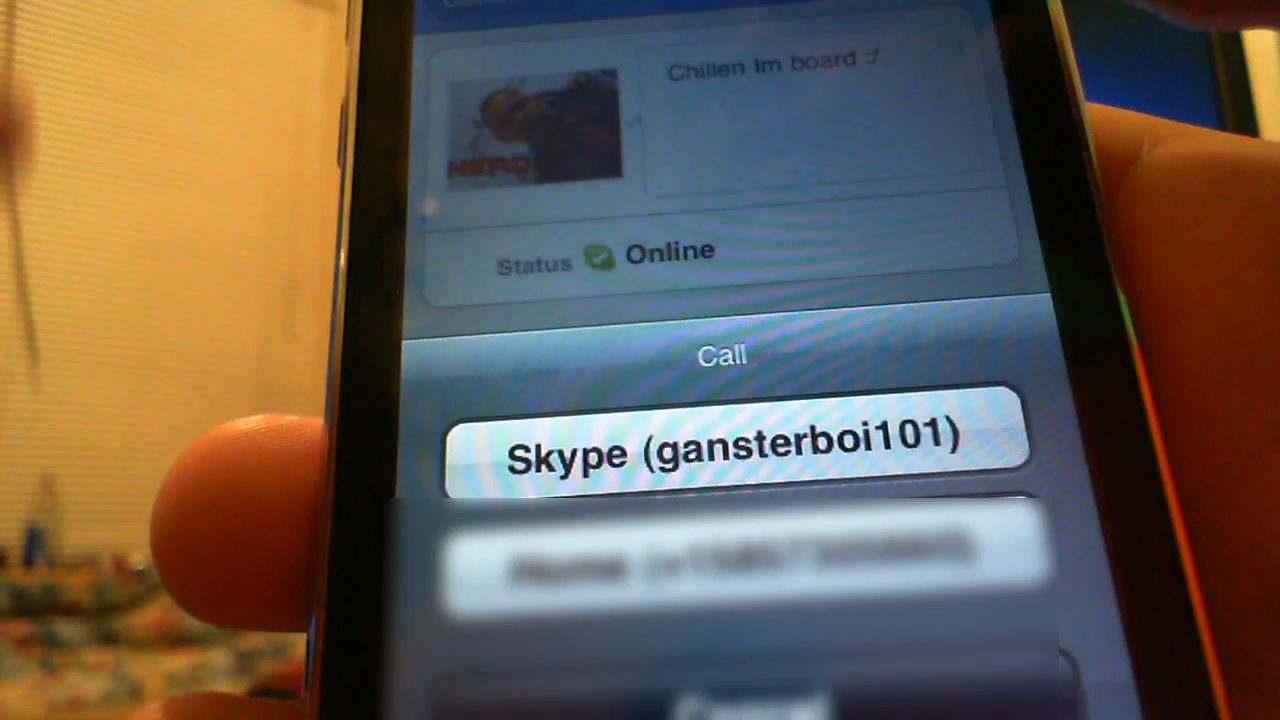 Chillen Im board :/
NERD
Status Online
Call
Skype (gansterboi101)